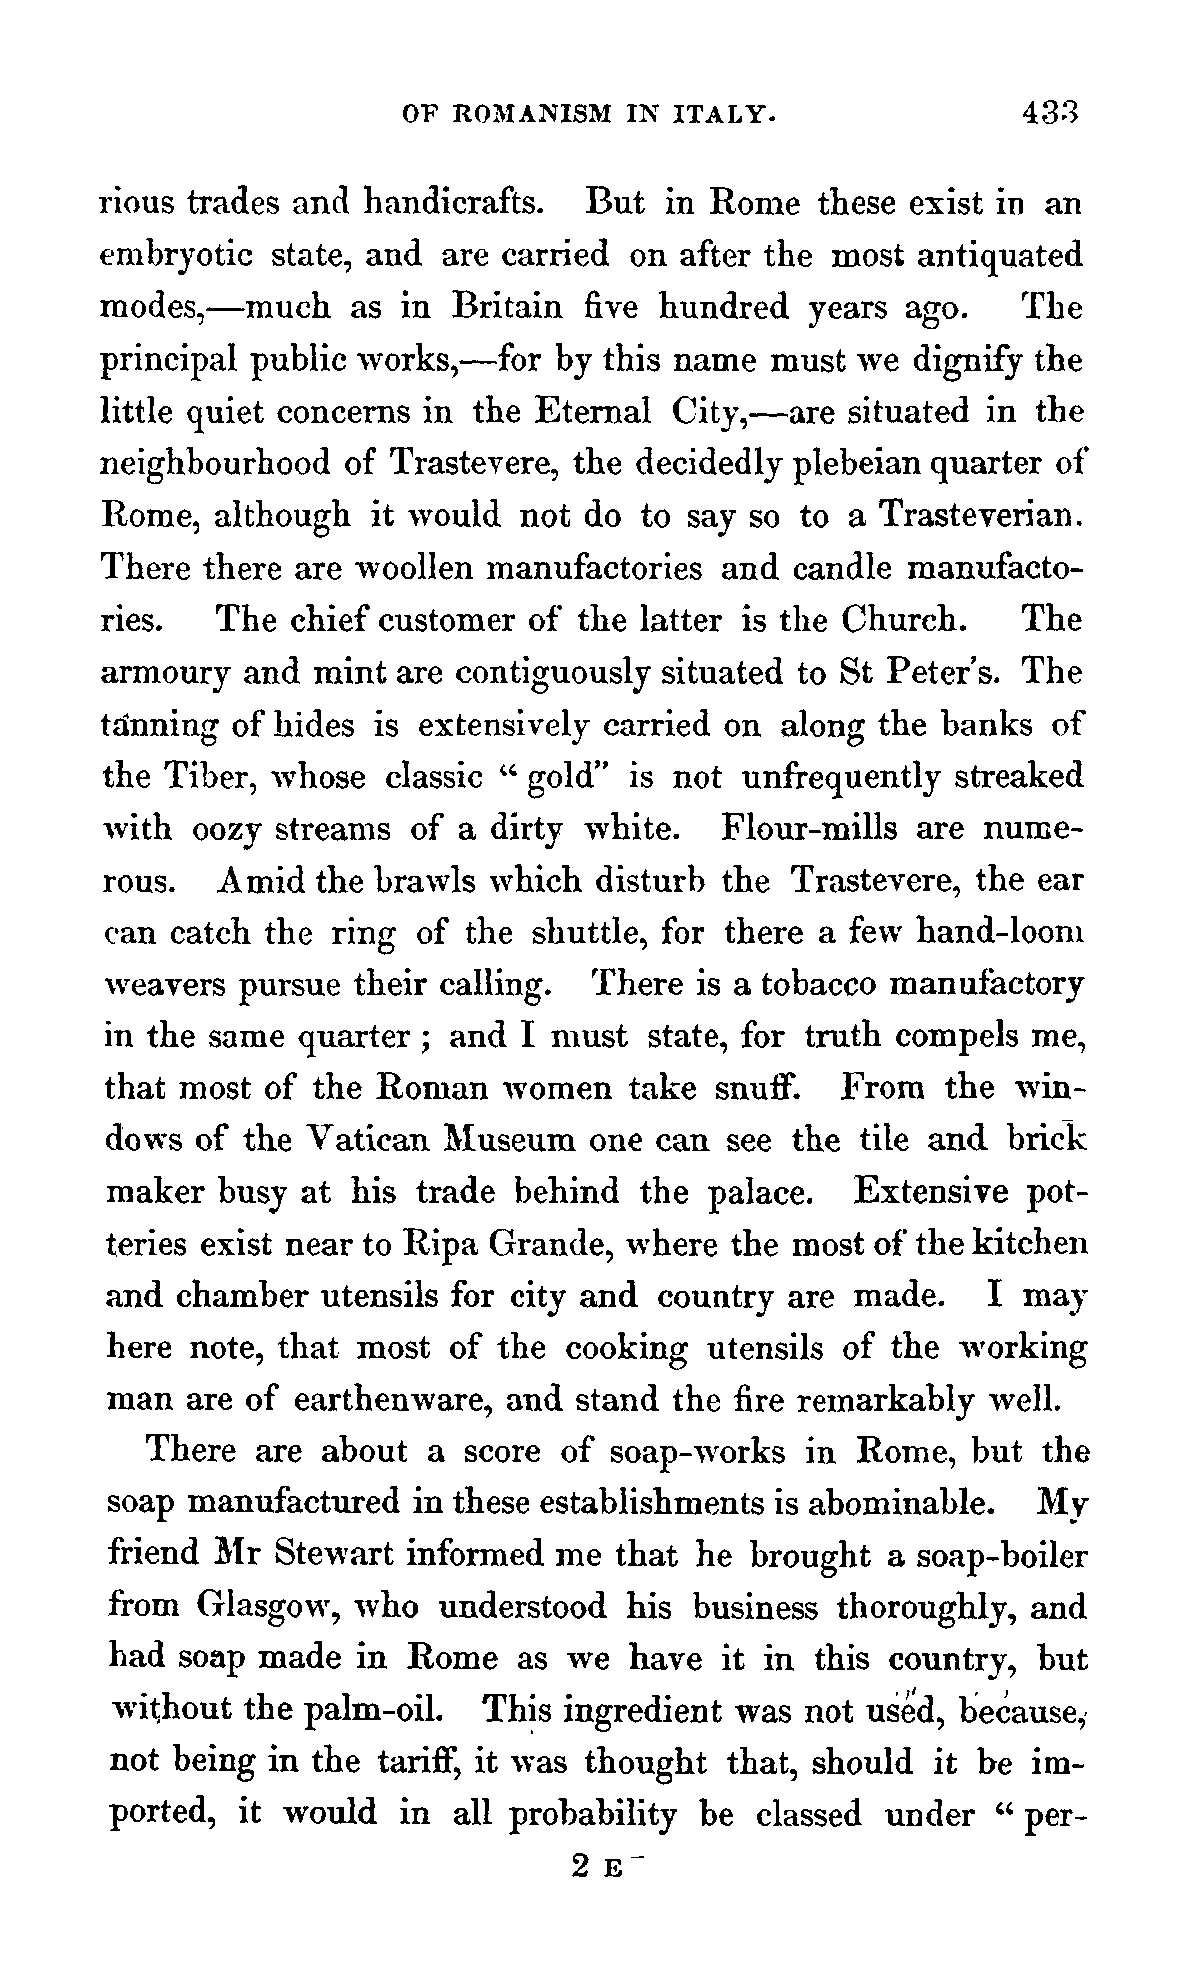 OF ROMANISM IN ITALY. 433
rious trades and handicrafts. But in Rome these exist in an
embryotic state, and are carried on after the most antiquated
modes,—much as in Britain five hundred years ago. The
principal public works,—for by this name must we dignify the
little quiet concerns in the Eternal City,—are situated in the
neighbourhood of Trastevere, the decidedly plebeian quarter of
Rome, although it would not do to say so to a Trasteverian.
There there are woollen manufactories and candle manufacto-
ries. The chief customer of the latter is the Church. The
armoury and mint are contiguously situated to St Peter's. The
tanning of hides is extensively carried on along the banks of
the Tiber, whose classic “ gold” is not unfrequently streaked
with oozy streams of a dirty white. Flour-mills are nume-
rous. Amid the brawls which disturb the Trastevere, the ear
can catch the ring of the shuttle, for there a few hand-loom
weavers pursue their calling. There is a tobacco manufactory
in the same quarter ; and I must state, for truth compels me,
that most of the Roman women take snuff. From the win-
dows of the Vatican Museum one can see the tile and brick
maker busy at his trade behind the palace. Extensive pot-
teries exist near to Ripa Grande, where the most of the kitchen
and chamber utensils for city and country are made. I may
here note, that most of the cooking utensils of the working
man are of earthenware, and stand the fire remarkably well.
There are about a score of soap-works in Rome, but the
soap manufactured in these establishments is abominable. My
friend Mr Stewart informed me that he brought a soap-boiler
from Glasgow, who understood his business thoroughly, and
had soap made in Rome as we have it in this country, but
without the palm-oil. This ingredient was not used, because,
not being in the tariff, it was thought that, should it be im-
ported, it would in all probability be classed under “ per-
2 E